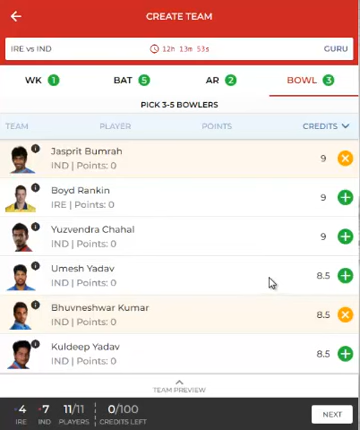 CREATE TEAM
IRE vs IND 12h 13m 53s GURU
WK 1 BAT 5 AR 2 BOWL 3
PICK 3-5 BOWLERS
TEAM PLAYER POINTS CREDITS
Jasprit Bumrah
IND | Points: 0 9
Boyd Rankin
IRE | Points: 0 9
Yuzvendra Chahal
IND | Points: 0 9
Umesh Yadav
IND | Points: 0 8.5
Bhuvneshwar Kumar
IND | Points: 0 8.5
Kuldeep Yadav
IND | Points: 0 8.5
TEAM PREVIEW
4 7 11/11 0/100
IRE IND PLAYERS CREDITS LEFT
NEXT